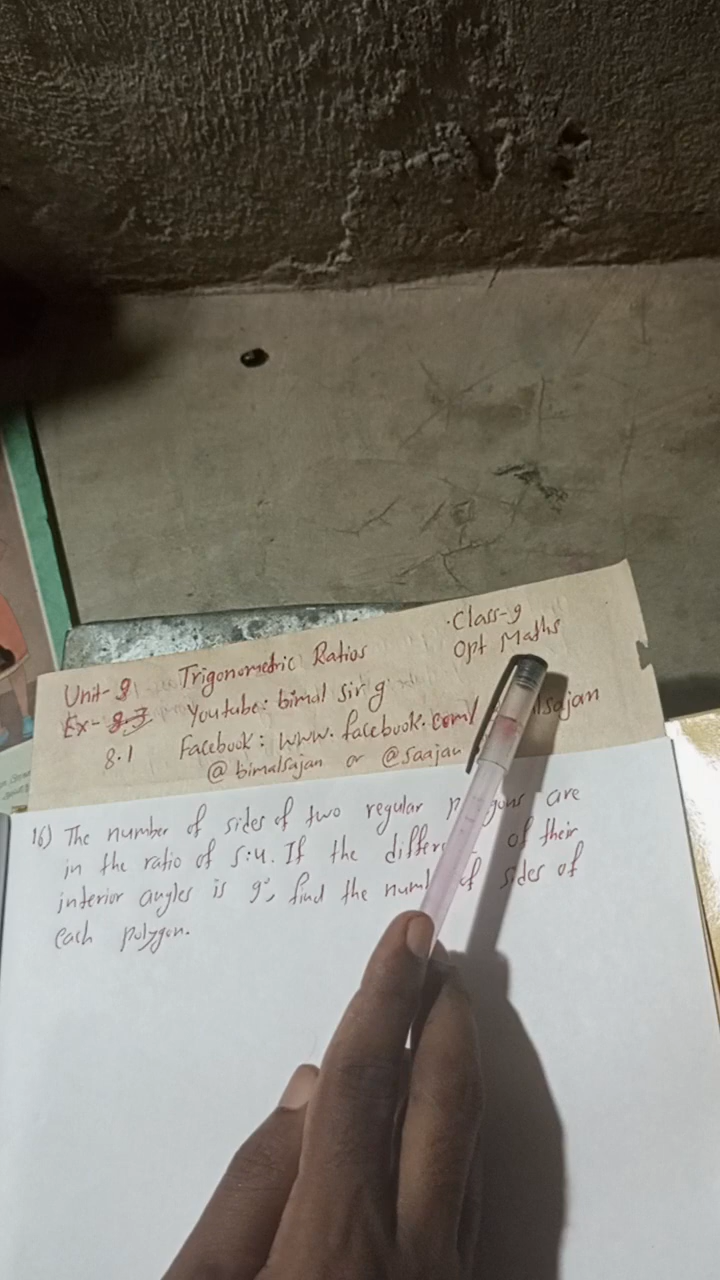 Unit-9 Trigonometric Ratios
Class-9
Opt Maths
Ex-
8.1
Youtube: bimal sir g
Facebook: www.facebook.com/
@bimalsajan or @saajan
16) The number of sides of two regular are
in the ratio of 5:4. If the of their
interior angles is 9°, find the of sides of
each polygon.